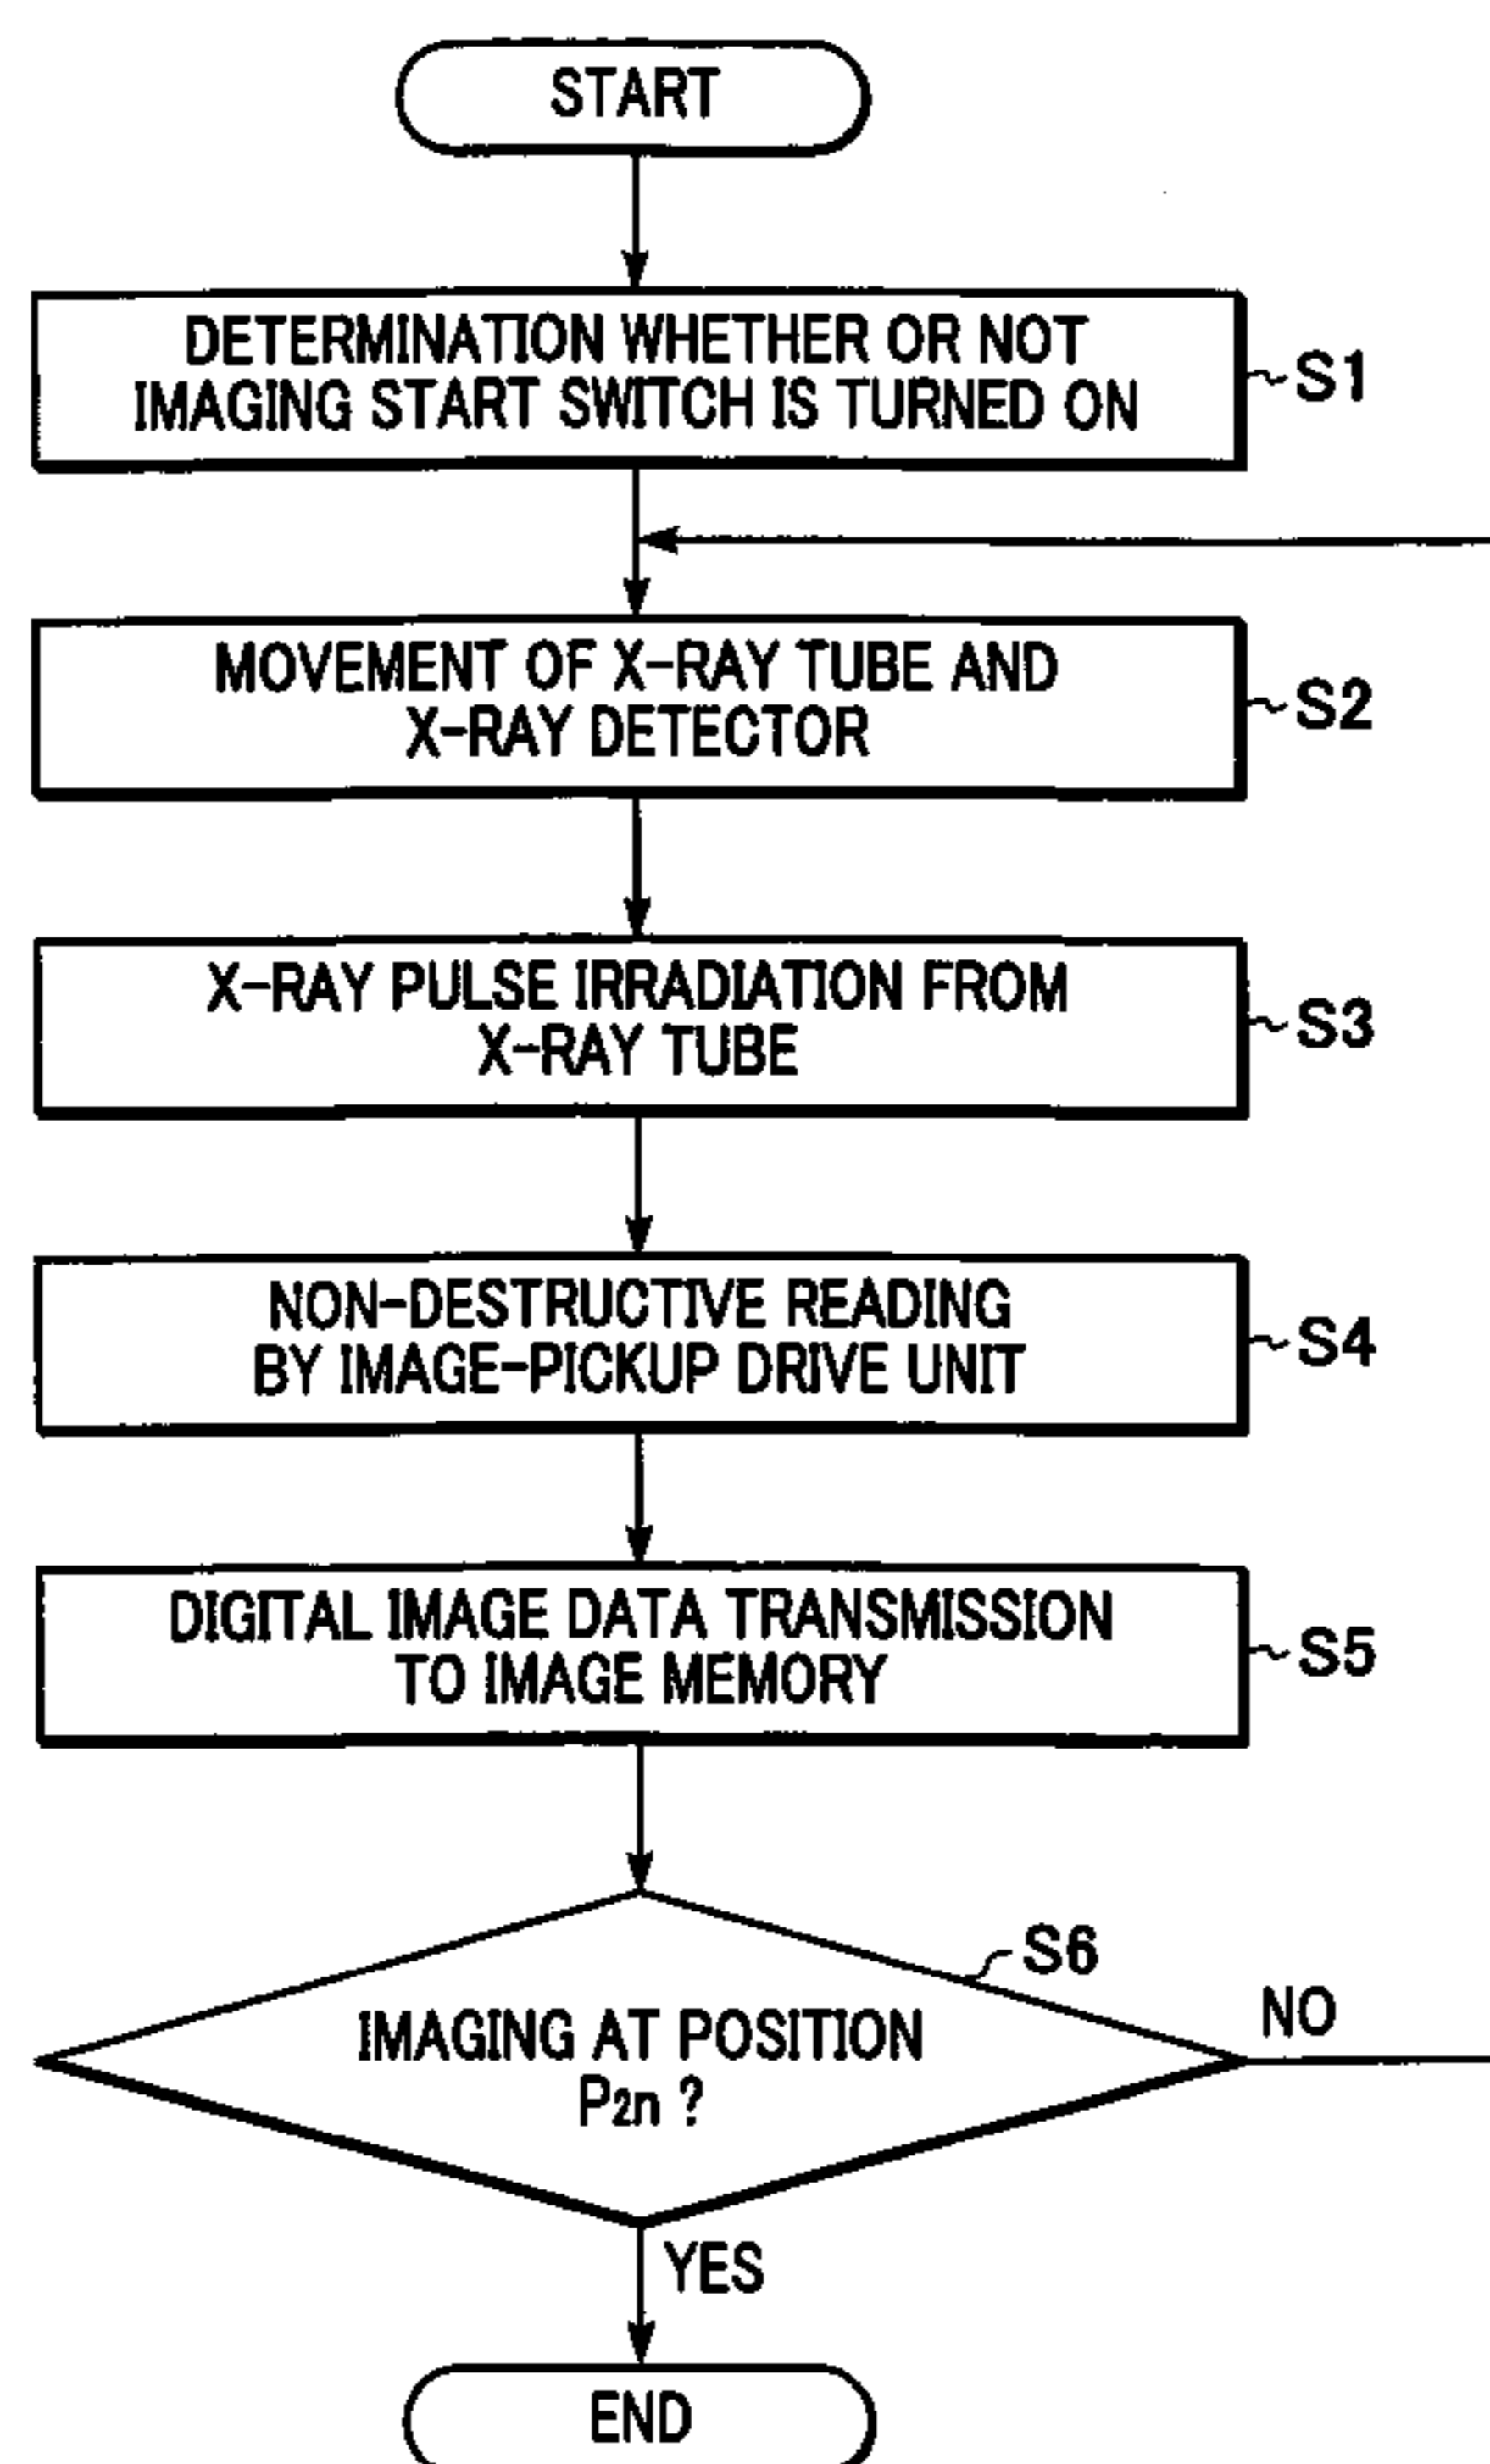 START
DETERMINATION WHETHER OR NOT
IMAGING START SWITCH IS TURNED ON
S1
MOVEMENT OF X-RAY TUBE AND
X-RAY DETECTOR
S2
X-RAY PULSE IRRADIATION FROM
X-RAY TUBE
S3
NON-DESTRUCTIVE READING
BY IMAGE-PICKUP DRIVE UNIT
S4
DIGITAL IMAGE DATA TRANSMISSION
TO IMAGE MEMORY
S5
S6
IMAGING AT POSITION
P2n ?
NO
YES
END